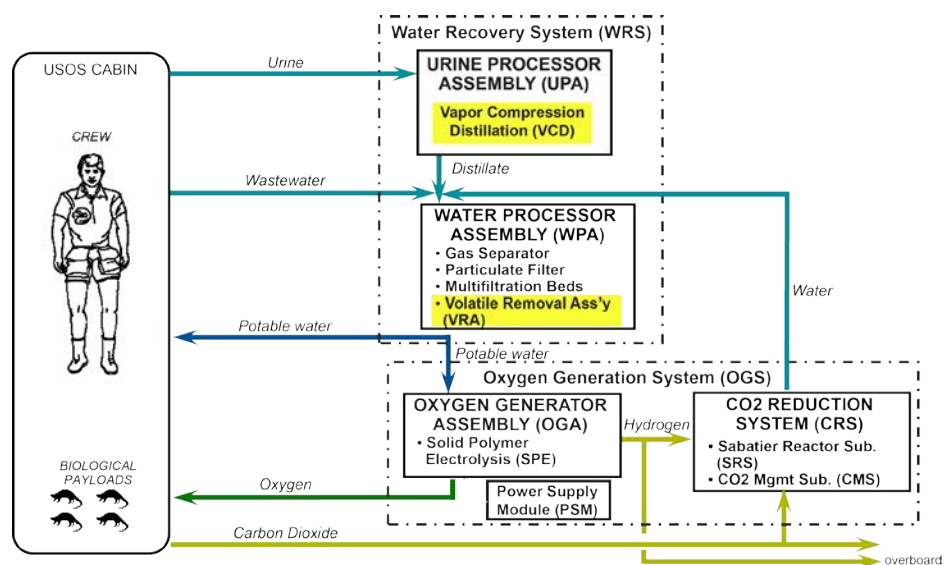 Water Recovery System (WRS)
USOS CABIN
Urine
URINE PROCESSOR
ASSEMBLY (UPA)
Vapor Compression
Distillation (VCD)
CREW
Distillate
Wastewater
WATER PROCESSOR
ASSEMBLY (WPA)
• Gas Separator
• Particulate Filter
• Multifiltration Beds
• Volatile Removal Ass'y
(VRA)
Water
Potable water
Potable water
Oxygen Generation System (OGS)
OXYGEN GENERATOR
ASSEMBLY (OGA)
• Solid Polymer
Electrolysis (SPE)
Hydrogen
CO2 REDUCTION
SYSTEM (CRS)
• Sabatier Reactor Sub.
(SRS)
• CO2 Mgmt Sub. (CMS)
BIOLOGICAL
PAYLOADS
Oxygen
Power Supply
Module (PSM)
Carbon Dioxide
overboard